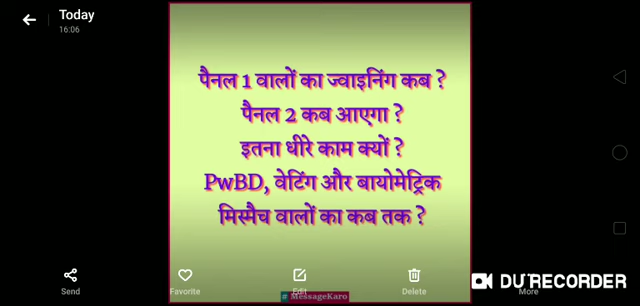 Today
16:06
पैनल 1 वालों का ज्वाइनिंग कब ?
पैनल 2 कब आएगा ?
इतना धीरे काम क्यों ?
PwBD, वेटिंग और बायोमेट्रिक
मिस्मैच वालों का कब तक ?
DU RECORDER
Send
Favorite
Edit
Delete
More
# MessageKaro